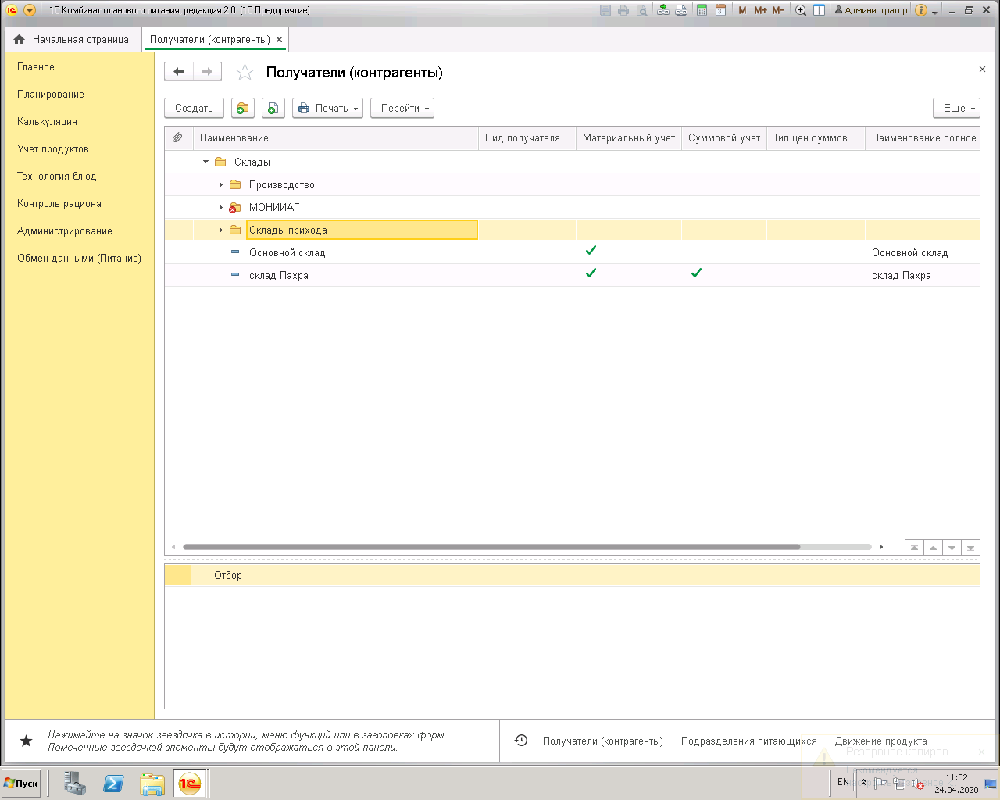 1С:Комбинат планового питания, редакция 2.0 (1С:Предприятие)
M M+ M- Администратор
Начальная страница
Получатели (контрагенты)
Главное
Планирование
Калькуляция
Учет продуктов
Технология блюд
Контроль рациона
Администрирование
Обмен данными (Питание)
Получатели (контрагенты)
Создать Печать Перейти Еще
Наименование Вид получателя Материальный учет Суммовой учет Тип цен суммов... Наименование полное
Склады
Производство
МОНИИАГ
Склады прихода
Основной склад Основной склад
склад Пахра склад Пахра
Отбор
Нажимайте на значок звездочка в истории, меню функций или в заголовках форм.
Помеченные звездочкой элементы будут отображаться в этой панели.
Получатели (контрагенты) Подразделения питающихся Движение продукта
Резервное копиров...
Рекомендуется
Пуск
EN
11:52
24.04.2020